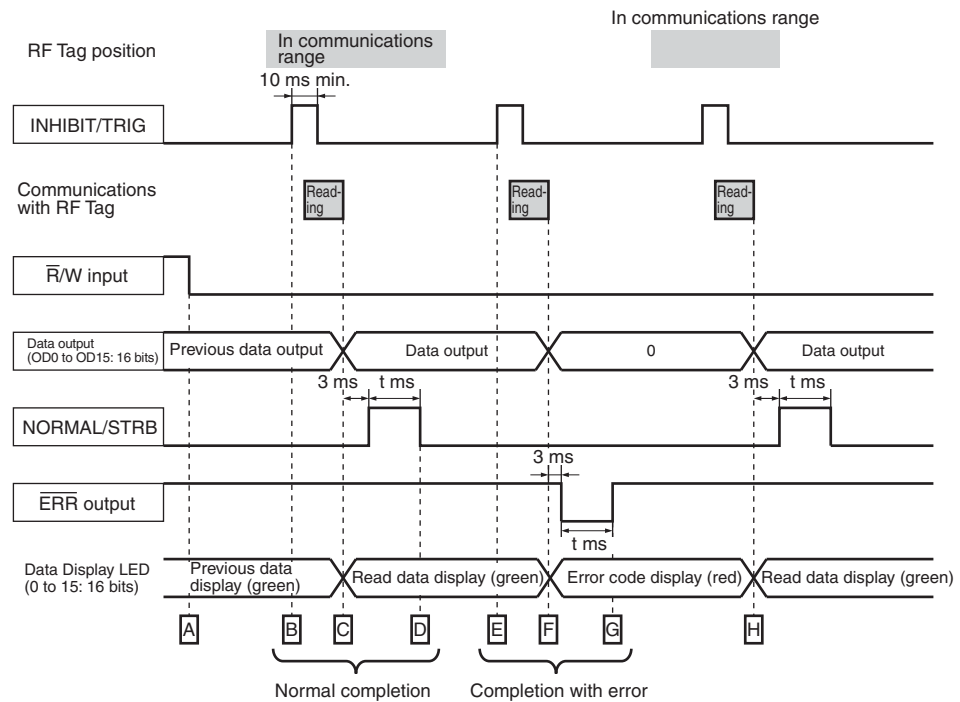 In communications range
RF Tag position
In communications
range
10 ms min.
INHIBIT/TRIG
Communications
with RF Tag
Read-
ing
Read-
ing
Read-
ing
R̅/W input
Data output
(OD0 to OD15: 16 bits)
Previous data output
Data output
0
Data output
3 ms
t ms
3 ms
t ms
NORMAL/STRB
3 ms
E̅R̅R̅ output
t ms
Data Display LED
(0 to 15: 16 bits)
Previous data
display (green)
Read data display (green)
Error code display (red)
Read data display (green)
A
B
C
D
E
F
G
H
Normal completion
Completion with error